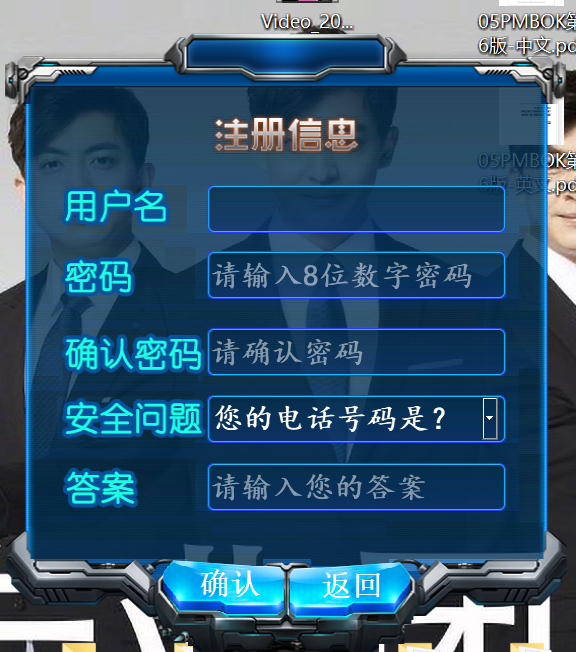 Video_20...
05PMBOK第
6版-中文.pd
注册信息
05PMBOK第
6版-英文.pd
用户名
密码
请输入8位数字密码
确认密码
请确认密码
安全问题
您的电话号码是？
答案
请输入您的答案
确认
返回